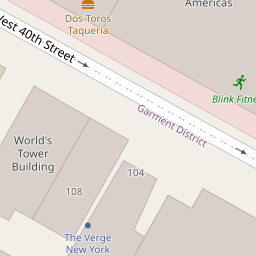 Americas
Dos Toros
Taqueria
West 40th Street
Blink Fitne
Garment District
World's
Tower
Building
104
108
The Verge
New York